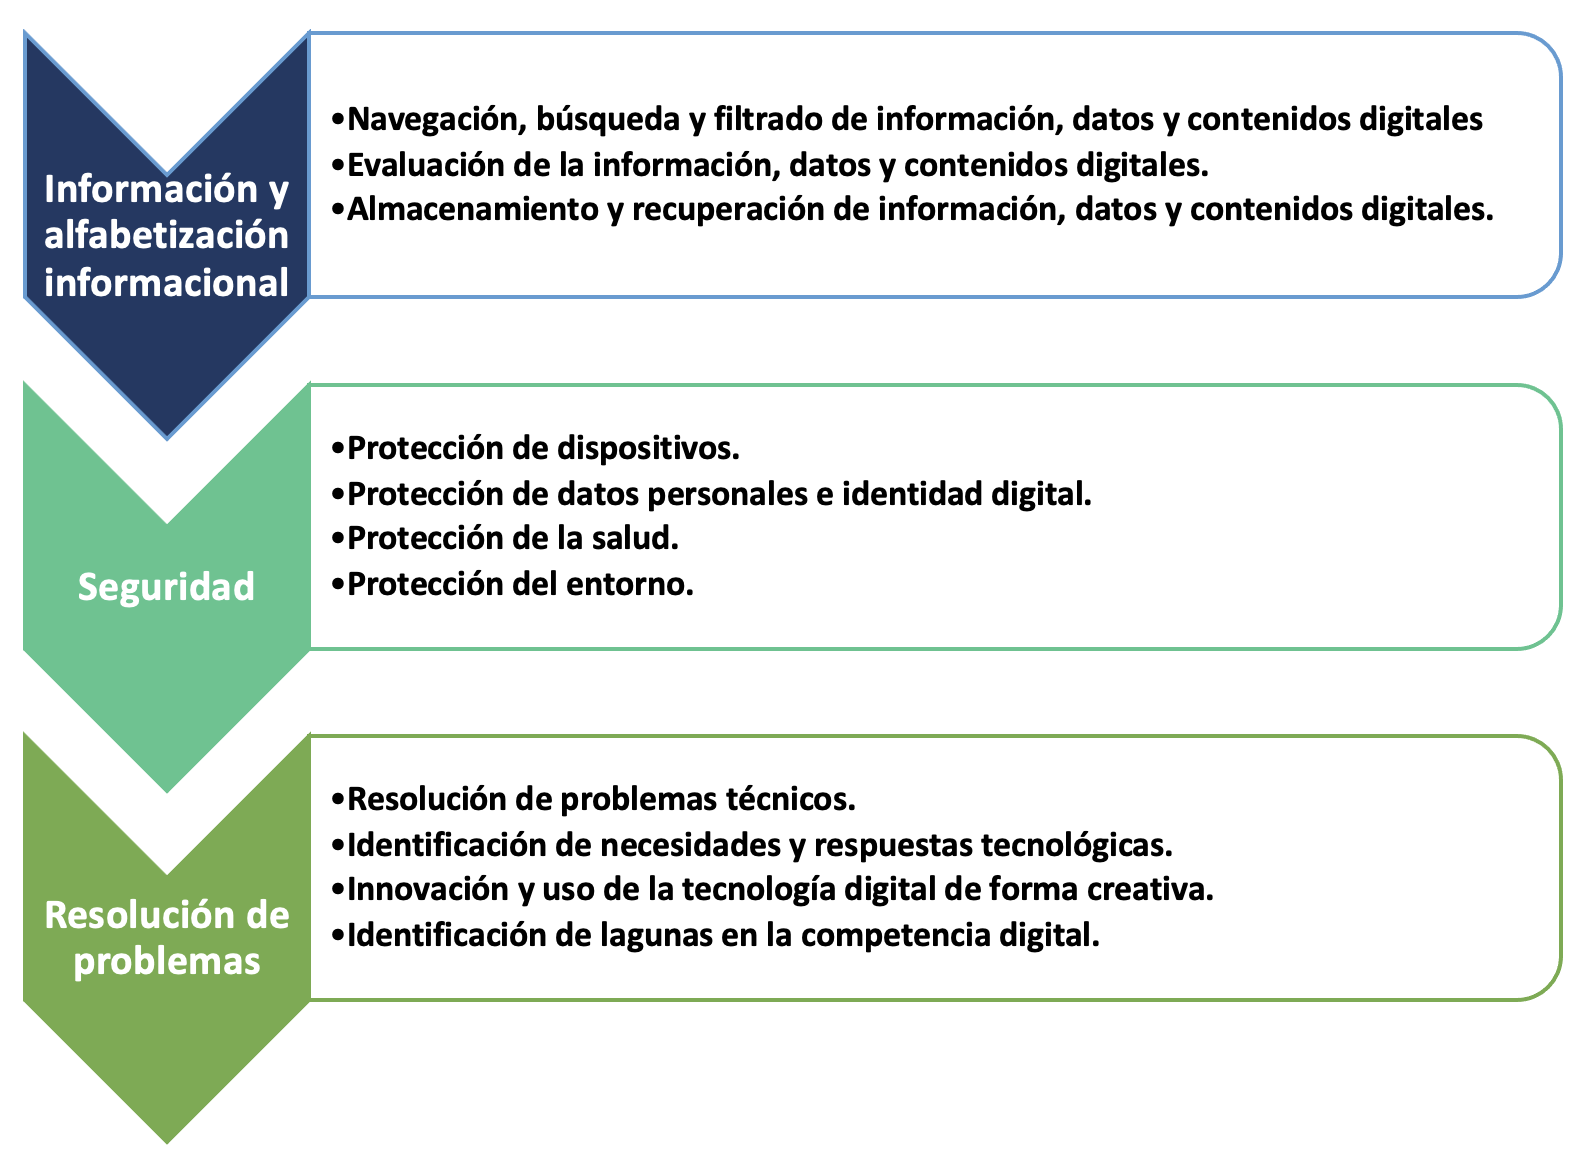 Información y
alfabetización
informacional
•Navegación, búsqueda y filtrado de información, datos y contenidos digitales
•Evaluación de la información, datos y contenidos digitales.
•Almacenamiento y recuperación de información, datos y contenidos digitales.
Seguridad
•Protección de dispositivos.
•Protección de datos personales e identidad digital.
•Protección de la salud.
•Protección del entorno.
Resolución de
problemas
•Resolución de problemas técnicos.
•Identificación de necesidades y respuestas tecnológicas.
•Innovación y uso de la tecnología digital de forma creativa.
•Identificación de lagunas en la competencia digital.